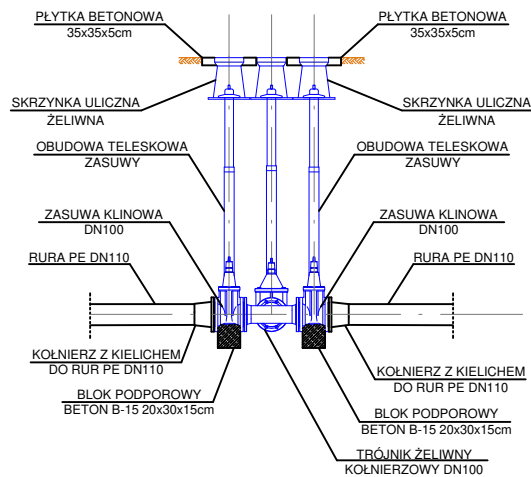 PŁYTKA BETONOWA
35x35x5cm
PŁYTKA BETONOWA
35x35x5cm
SKRZYNKA ULICZNA
ŻELIWNA
SKRZYNKA ULICZNA
ŻELIWNA
OBUDOWA TELESKOWA
ZASUWY
OBUDOWA TELESKOWA
ZASUWY
ZASUWA KLINOWA
DN100
ZASUWA KLINOWA
DN100
RURA PE DN110
RURA PE DN110
KOŁNIERZ Z KIELICHEM
DO RUR PE DN110
KOŁNIERZ Z KIELICHEM
DO RUR PE DN110
BLOK PODPOROWY
BETON B-15 20x30x15cm
BLOK PODPOROWY
BETON B-15 20x30x15cm
TRÓJNIK ŻELIWNY
KOŁNIERZOWY DN100